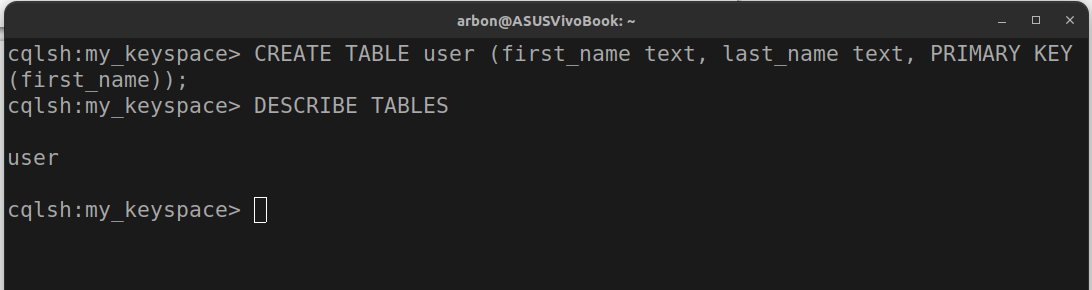 arbon@ASUSVivoBook: ~
cqlsh:my_keyspace> CREATE TABLE user (first_name text, last_name text, PRIMARY KEY
(first_name));
cqlsh:my_keyspace> DESCRIBE TABLES
user
cqlsh:my_keyspace>